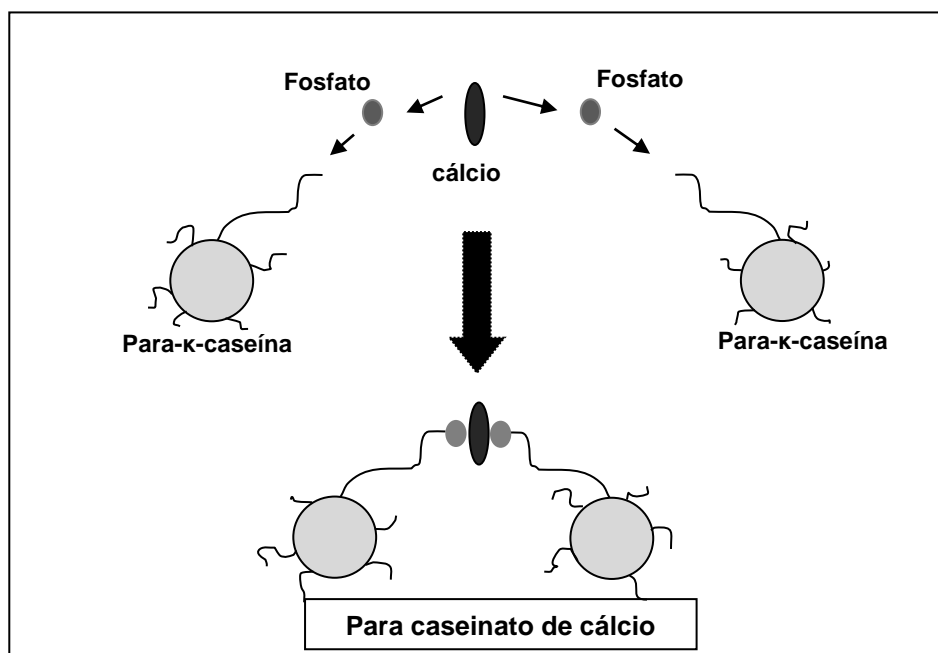 Fosfato
Fosfato
cálcio
Para-κ-caseína
Para-κ-caseína
Para caseinato de cálcio